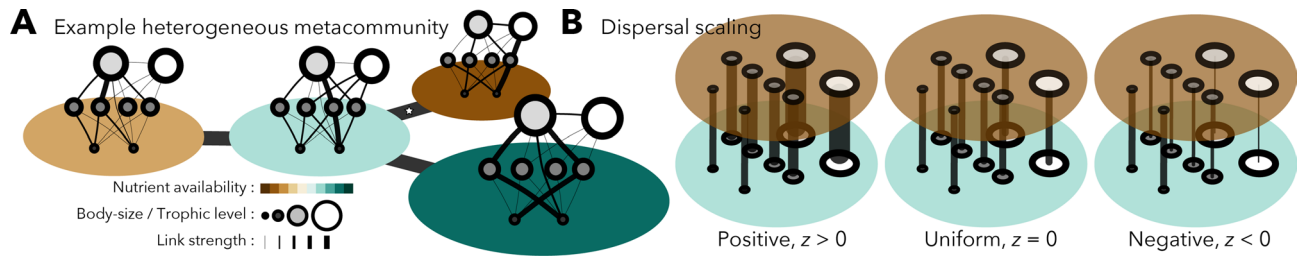 A Example heterogeneous metacommunity
Nutrient availability :
Body-size / Trophic level :
Link strength :
B Dispersal scaling
Positive, z > 0
Uniform, z = 0
Negative, z < 0